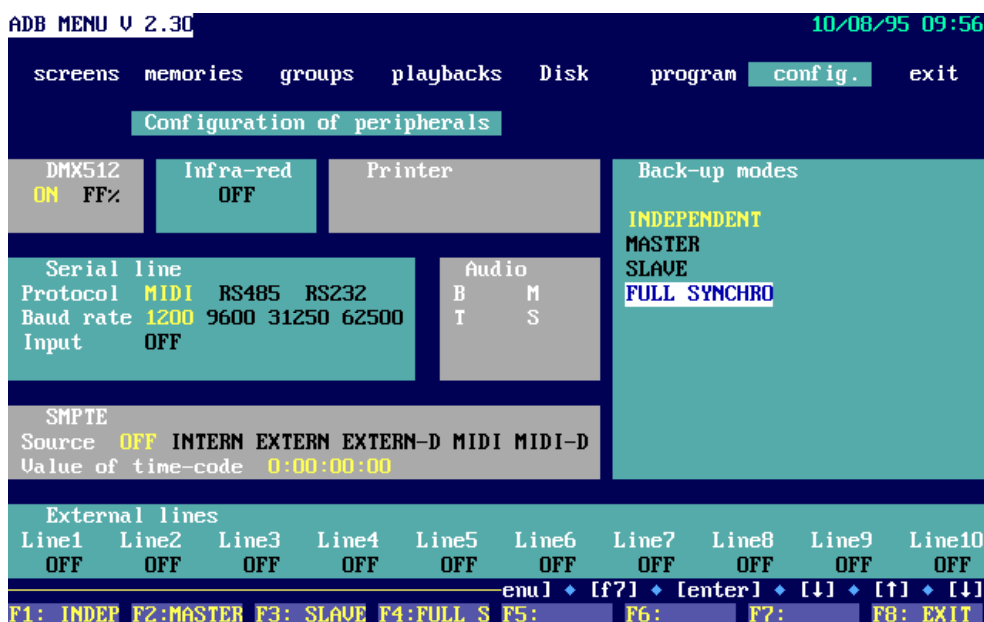 ADB MENU V 2.30 10/08/95 09:56
screens memories groups playbacks Disk program config. exit
Configuration of peripherals
DMX512 Infra-red Printer Back-up modes
ON FF% OFF
INDEPENDENT
MASTER
Serial line Audio SLAVE
Protocol MIDI RS485 RS232 B M FULL SYNCHRO
Baud rate 1200 9600 31250 62500 T S
Input OFF
SMPTE
Source OFF INTERN EXTERN EXTERN-D MIDI MIDI-D
Value of time-code 0:00:00:00
External lines
Line1 Line2 Line3 Line4 Line5 Line6 Line7 Line8 Line9 Line10
OFF OFF OFF OFF OFF OFF OFF OFF OFF OFF
enu] ◆ [f7] ◆ [enter] ◆ [↓] ◆ [↑] ◆ [↓]
F1: INDEP F2:MASTER F3: SLAVE F4:FULL S F5: F6: F7: F8: EXIT